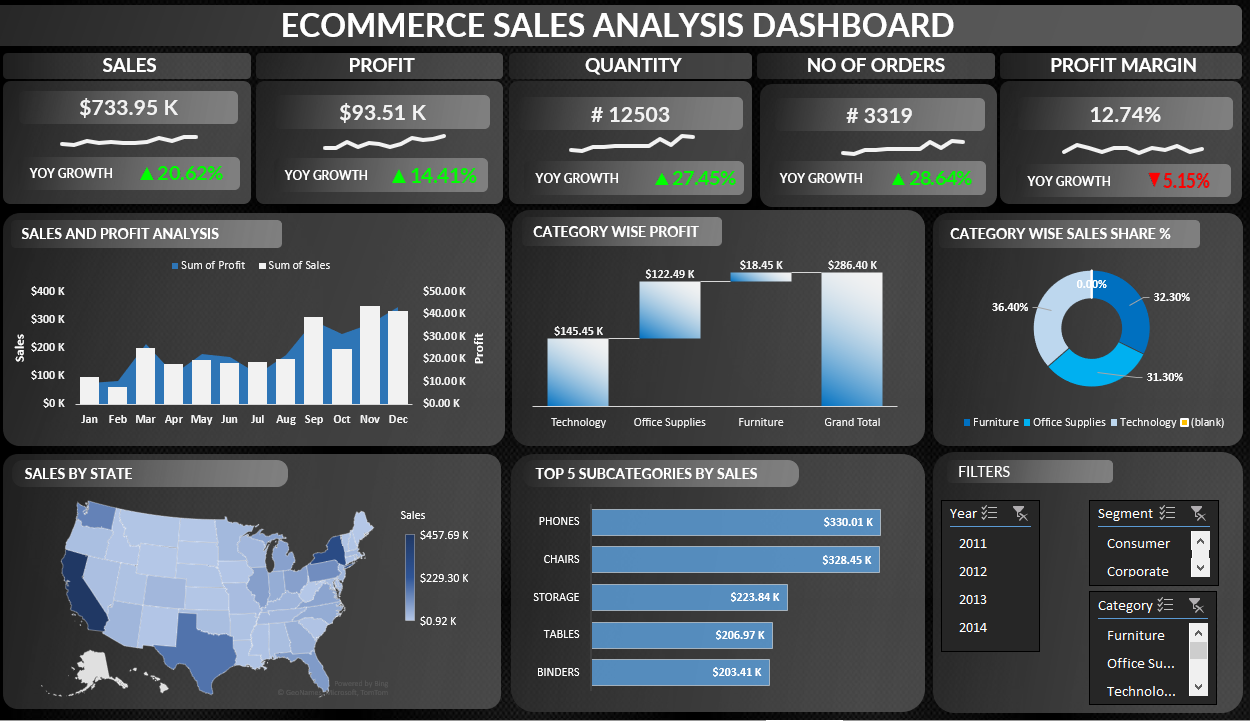 ECOMMERCE SALES ANALYSIS DASHBOARD
SALES
$733.95 K
YOY GROWTH ▲ 20.62%
PROFIT
$93.51 K
YOY GROWTH ▲ 14.41%
QUANTITY
# 12503
YOY GROWTH ▲ 27.45%
NO OF ORDERS
# 3319
YOY GROWTH ▲ 28.64%
PROFIT MARGIN
12.74%
YOY GROWTH ▼ 5.15%
SALES AND PROFIT ANALYSIS
Sum of Profit Sum of Sales
Sales
$400 K
$300 K
$200 K
$100 K
$0 K
$50.00 K
$40.00 K
$30.00 K
$20.00 K
$10.00 K
$0.00 K
Profit
Jan Feb Mar Apr May Jun Jul Aug Sep Oct Nov Dec
CATEGORY WISE PROFIT
$145.45 K
$122.49 K
$18.45 K
$286.40 K
Technology Office Supplies Furniture Grand Total
CATEGORY WISE SALES SHARE %
0.00%
36.40%
32.30%
31.30%
Furniture Office Supplies Technology (blank)
SALES BY STATE
Sales
$457.69 K
$229.30 K
$0.92 K
Powered by Bing
© GeoNames, Microsoft, TomTom
TOP 5 SUBCATEGORIES BY SALES
PHONES $330.01 K
CHAIRS $328.45 K
STORAGE $223.84 K
TABLES $206.97 K
BINDERS $203.41 K
FILTERS
Year
2011
2012
2013
2014
Segment
Consumer
Corporate
Category
Furniture
Office Su...
Technolo...